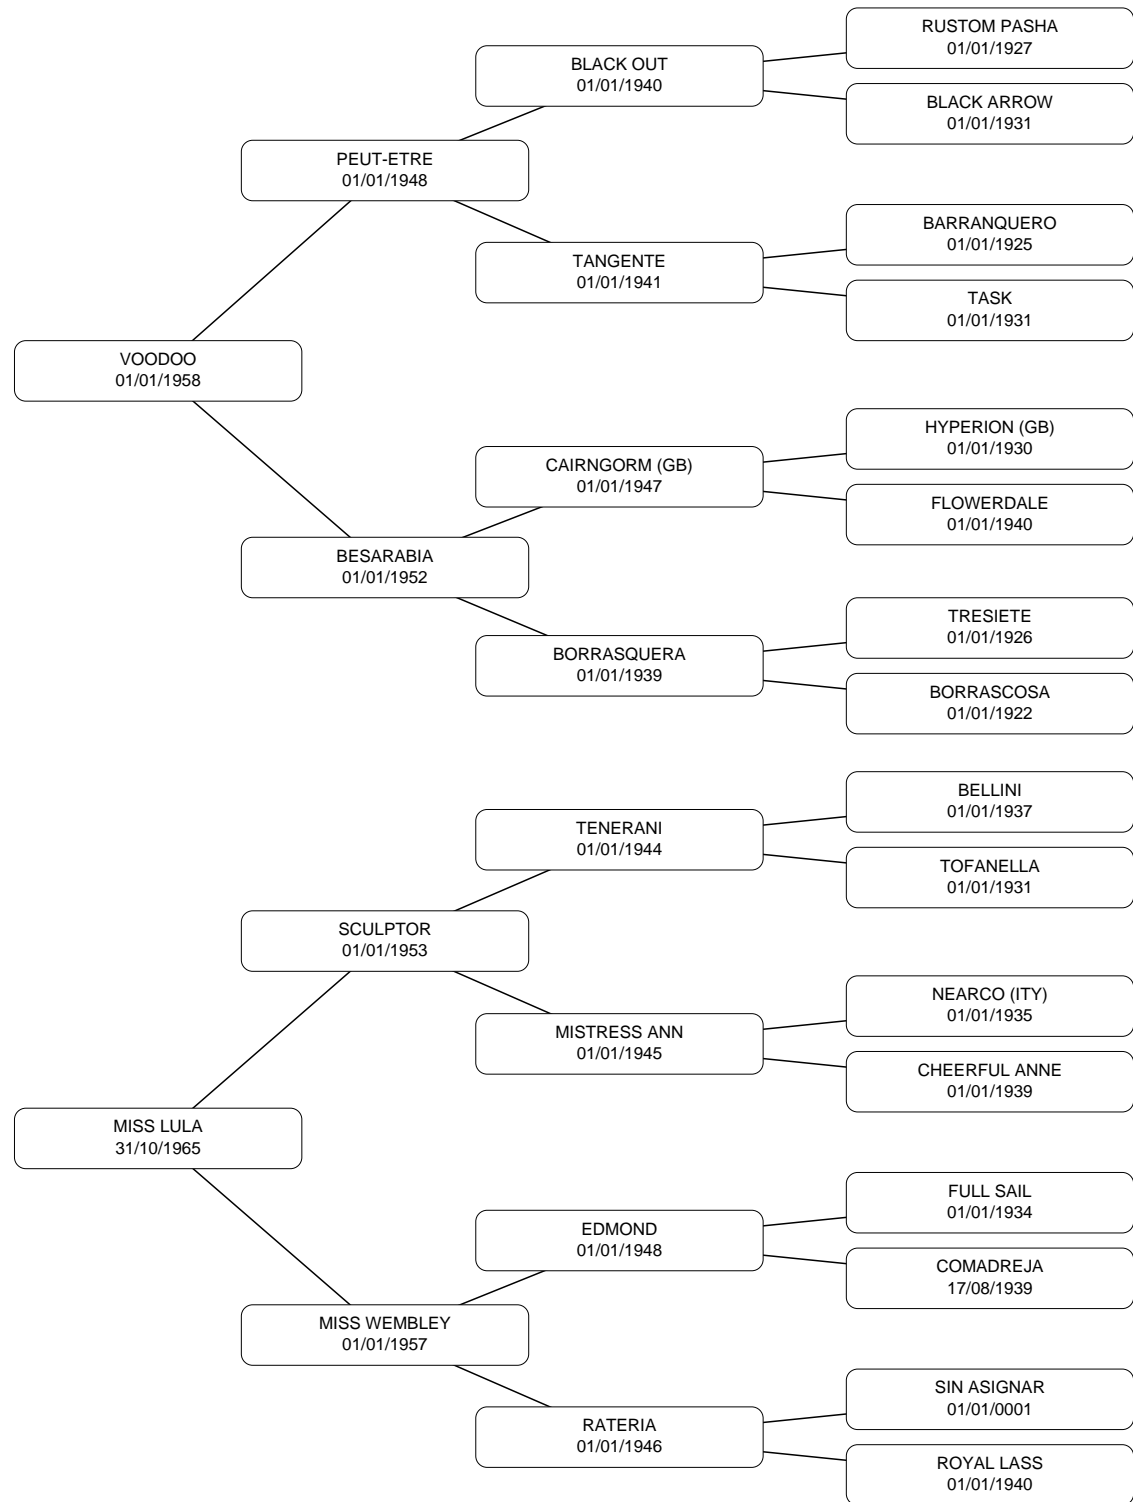 RUSTOM PASHA
01/01/1927
BLACK OUT
01/01/1940
BLACK ARROW
01/01/1931
PEUT-ETRE
01/01/1948
BARRANQUERO
01/01/1925
TANGENTE
01/01/1941
TASK
01/01/1931
VOODOO
01/01/1958
HYPERION (GB)
01/01/1930
CAIRNGORM (GB)
01/01/1947
FLOWERDALE
01/01/1940
BESARABIA
01/01/1952
TRESIETE
01/01/1926
BORRASQUERA
01/01/1939
BORRASCOSA
01/01/1922
BELLINI
01/01/1937
TENERANI
01/01/1944
TOFANELLA
01/01/1931
SCULPTOR
01/01/1953
NEARCO (ITY)
01/01/1935
MISTRESS ANN
01/01/1945
CHEERFUL ANNE
01/01/1939
MISS LULA
31/10/1965
FULL SAIL
01/01/1934
EDMOND
01/01/1948
COMADREJA
17/08/1939
MISS WEMBLEY
01/01/1957
SIN ASIGNAR
01/01/0001
RATERIA
01/01/1946
ROYAL LASS
01/01/1940